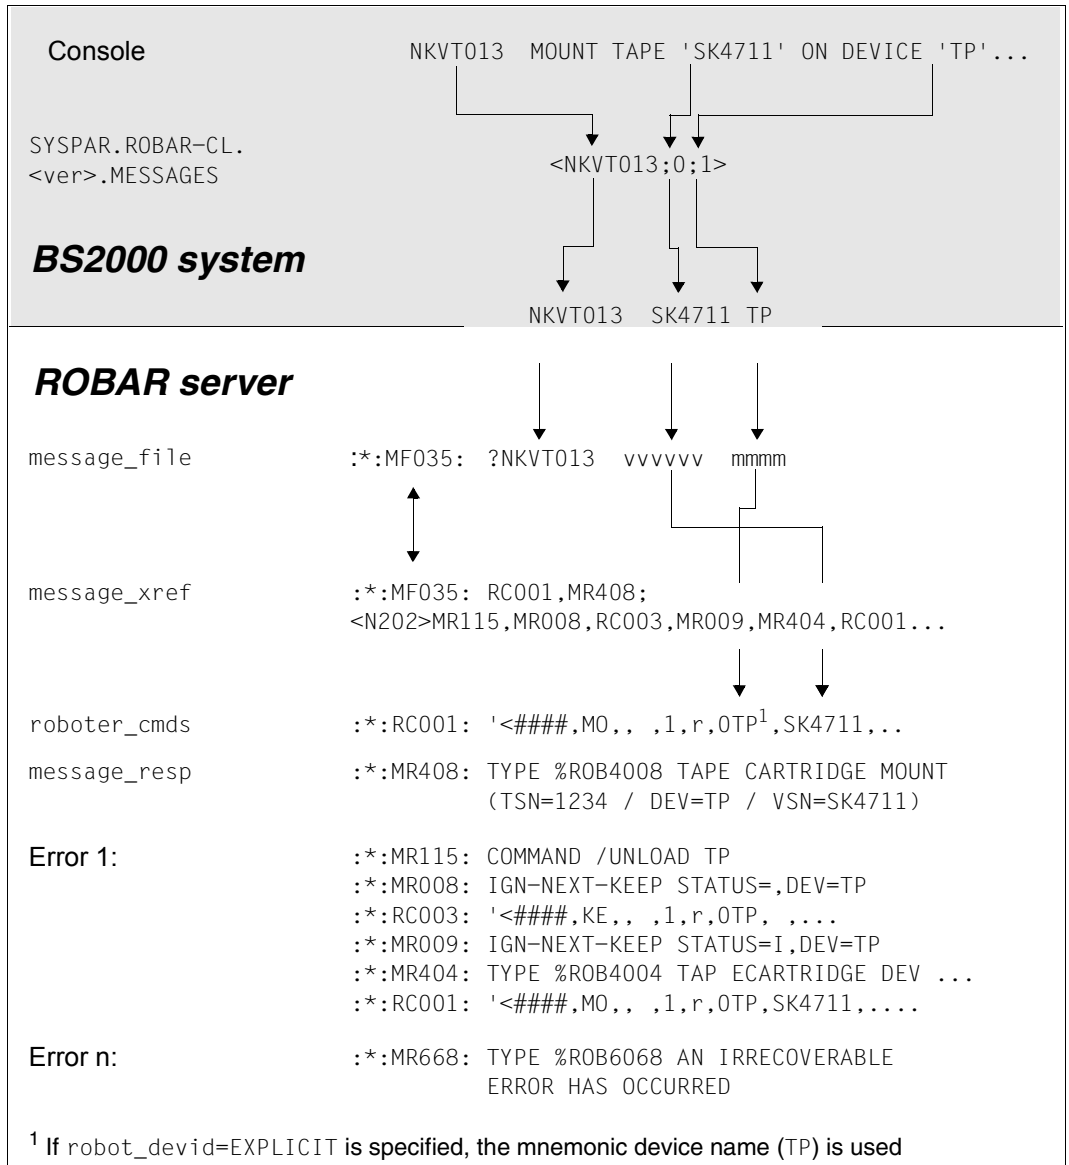 Console NKVT013 MOUNT TAPE 'SK4711' ON DEVICE 'TP'...
SYSPAR.ROBAR-CL.
<ver>.MESSAGES
<NKVT013;0;1>
BS2000 system
NKVT013 SK4711 TP
ROBAR server
message_file :*:MF035: ?NKVT013 vvvvvv mmmm
message_xref :*:MF035: RC001,MR408;
<N202>MR115,MR008,RC003,MR009,MR404,RC001...
roboter_cmds :*:RC001: '<####,MO,, ,1,r,0TP1,SK4711,..
message_resp :*:MR408: TYPE %ROB4008 TAPE CARTRIDGE MOUNT
(TSN=1234 / DEV=TP / VSN=SK4711)
Error 1: :*:MR115: COMMAND /UNLOAD TP
:*:MR008: IGN-NEXT-KEEP STATUS=,DEV=TP
:*:RC003: '<####,KE,, ,1,r,0TP, ,...
:*:MR009: IGN-NEXT-KEEP STATUS=I,DEV=TP
:*:MR404: TYPE %ROB4004 TAP ECARTRIDGE DEV ...
:*:RC001: '<####,MO,, ,1,r,0TP,SK4711,....
Error n: :*:MR668: TYPE %ROB6068 AN IRRECOVERABLE
ERROR HAS OCCURRED
1 If robot_devid=EXPLICIT is specified, the mnemonic device name (TP) is used